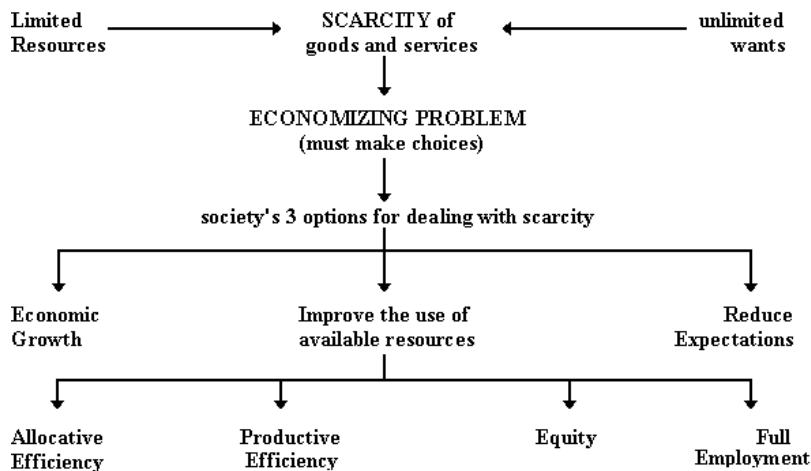 Limited
Resources
SCARCITY of
goods and services
unlimited
wants
ECONOMIZING PROBLEM
(must make choices)
society's 3 options for dealing with scarcity
Economic
Growth
Improve the use of
available resources
Reduce
Expectations
Allocative
Efficiency
Productive
Efficiency
Equity
Full
Employment